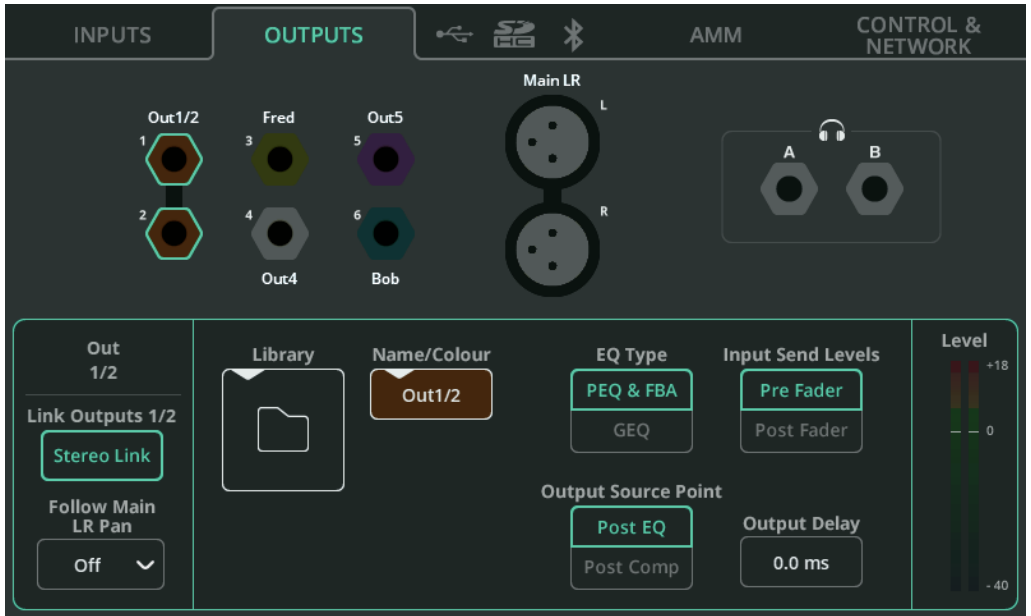 INPUTS
OUTPUTS
SD
HC
AMM
CONTROL &
NETWORK
Main LR
Out1/2
Fred
Out5
L
1
3
5
A
B
2
4
6
R
Out4
Bob
Out
1/2
Link Outputs 1/2
Stereo Link
Follow Main
LR Pan
Off
Library
Name/Colour
Out1/2
EQ Type
PEQ & FBA
GEQ
Input Send Levels
Pre Fader
Post Fader
Output Source Point
Post EQ
Post Comp
Output Delay
0.0 ms
Level
+18
0
- 40